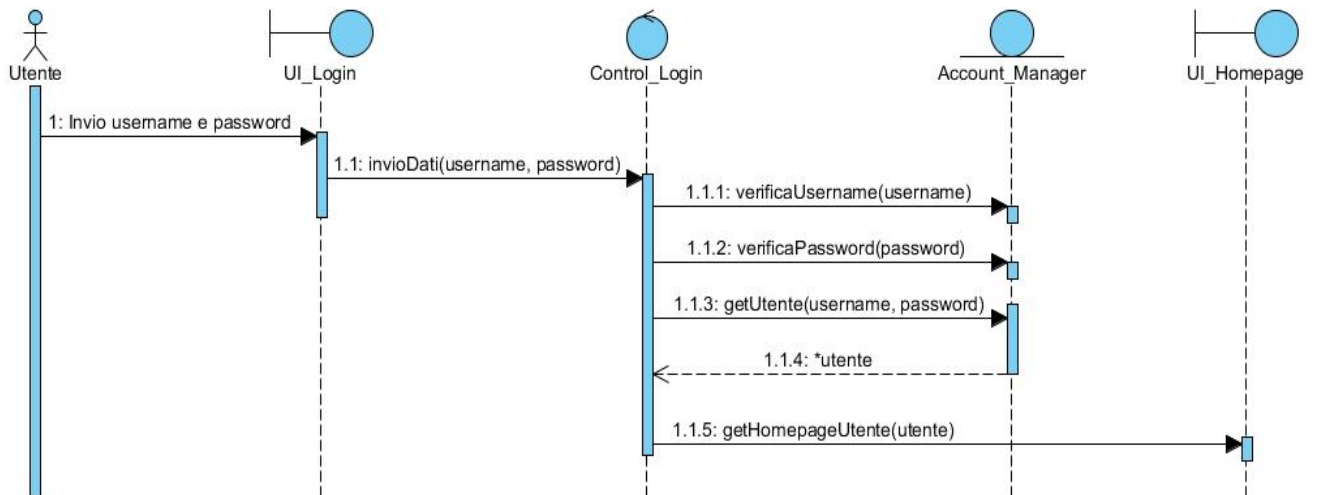 Utente
UI_Login
Control_Login
Account_Manager
UI_Homepage
1: Invio username e password
1.1: invioDati(username, password)
1.1.1: verificaUsername(username)
1.1.2: verificaPassword(password)
1.1.3: getUtente(username, password)
1.1.4: *utente
1.1.5: getHomepageUtente(utente)